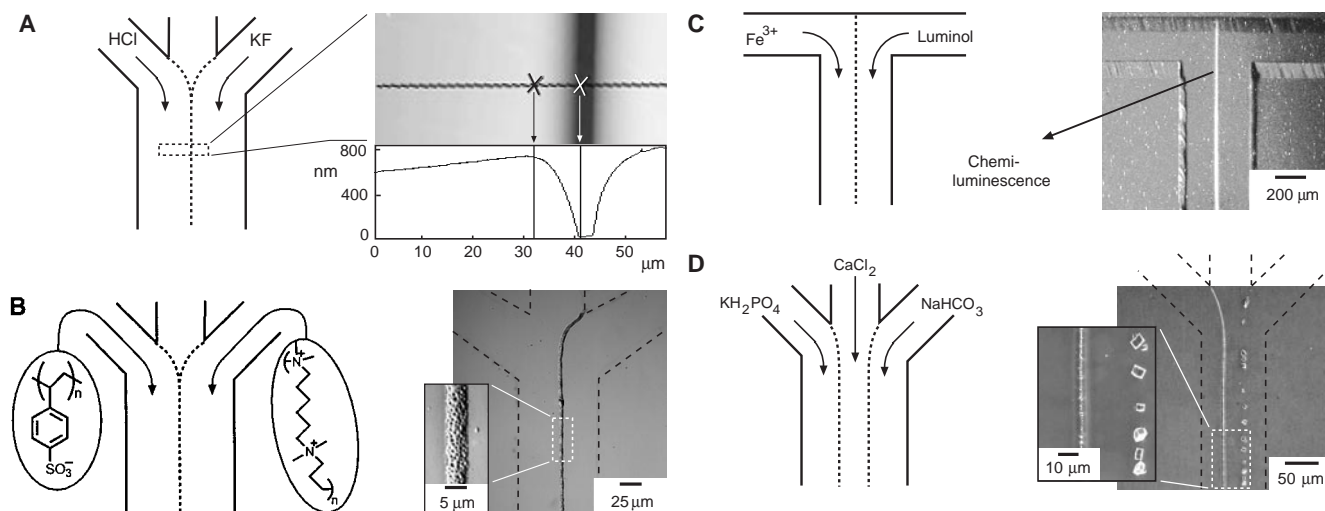 A
HCl
KF
800
nm
400
0
0 10 20 30 40 50 μm
B
n
SO3−
N+
N+
n
5 μm
25 μm
C
Fe3+
Luminol
Chemi-
luminescence
200 μm
D
CaCl2
KH2PO4
NaHCO3
10 μm
50 μm